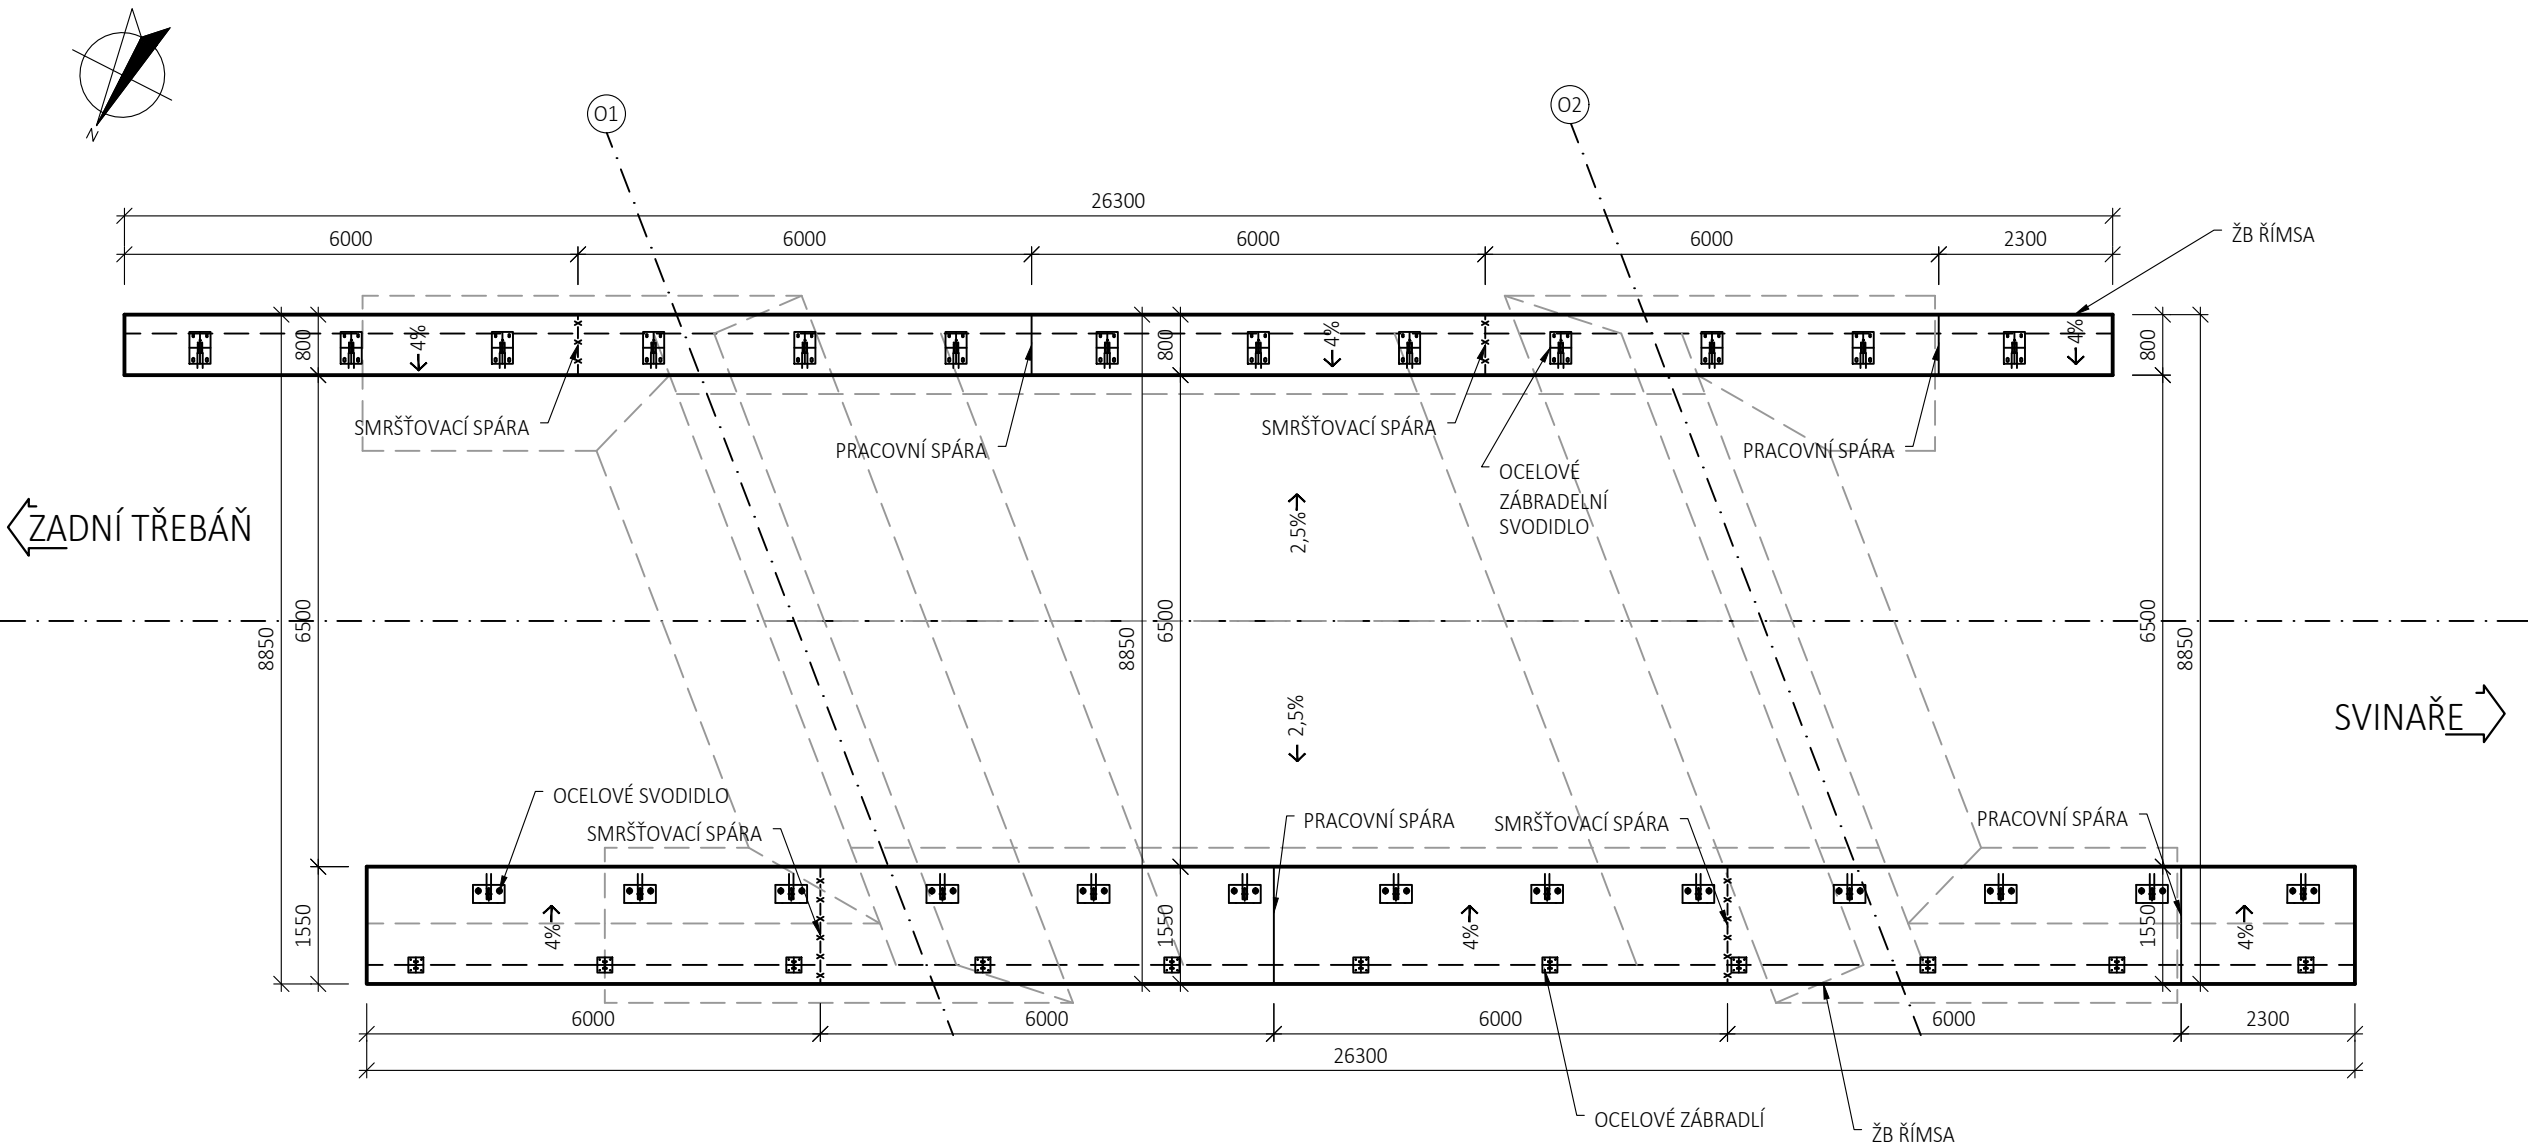 N
O1
O2
26300
6000
6000
6000
6000
2300
ŽB ŘÍMSA
800
4%
800
4%
4%
800
SMRŠŤOVACÍ SPÁRA
PRACOVNÍ SPÁRA
SMRŠŤOVACÍ SPÁRA
PRACOVNÍ SPÁRA
OCELOVÉ
ZÁBRADELNÍ
SVODIDLO
ZADNÍ TŘEBÁŇ
2,5%
8850
6500
8850
6500
6500
8850
2,5%
SVINAŘE
OCELOVÉ SVODIDLO
SMRŠŤOVACÍ SPÁRA
PRACOVNÍ SPÁRA
SMRŠŤOVACÍ SPÁRA
PRACOVNÍ SPÁRA
1550
4%
1550
4%
1550
4%
6000
6000
6000
6000
2300
26300
OCELOVÉ ZÁBRADLÍ
ŽB ŘÍMSA